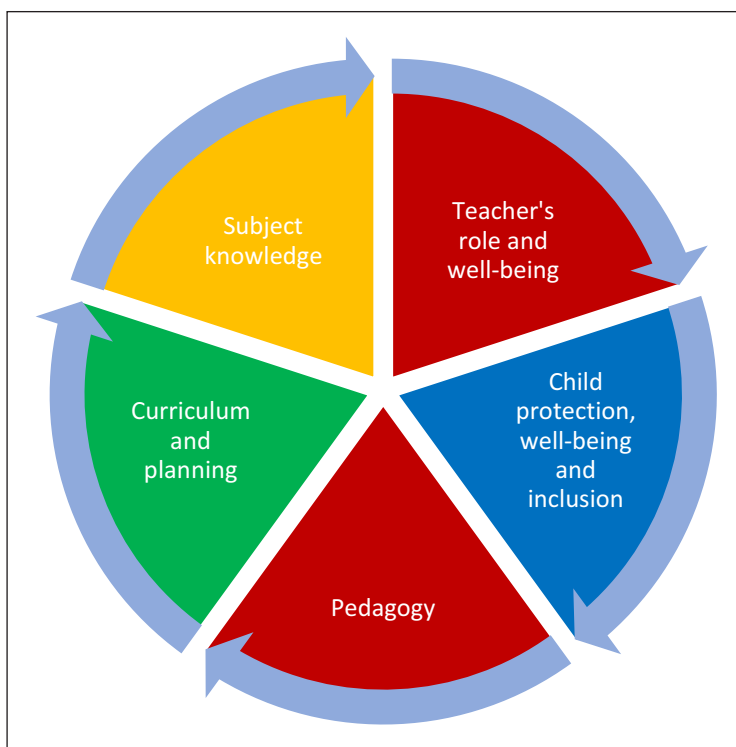 Subject
knowledge
Teacher's
role and
well-being
Child
protection,
well-being
and
inclusion
Pedagogy
Curriculum
and
planning